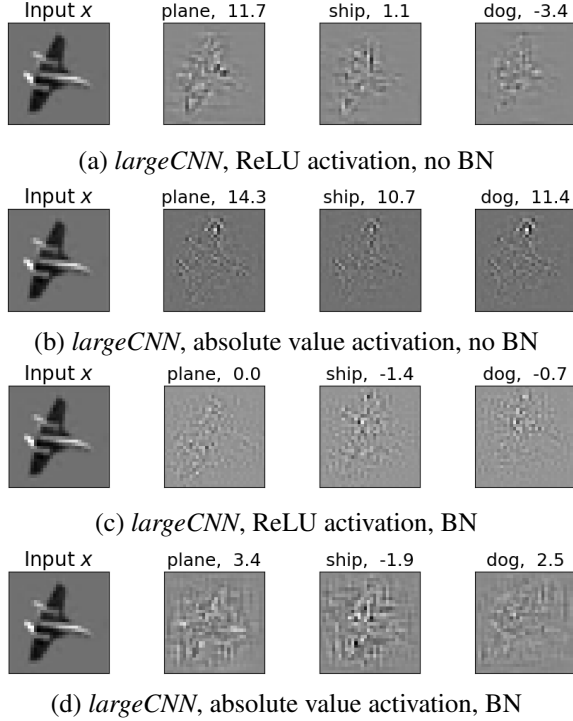 Input x plane, 11.7 ship, 1.1 dog, -3.4
(a) largeCNN, ReLU activation, no BN
Input x plane, 14.3 ship, 10.7 dog, 11.4
(b) largeCNN, absolute value activation, no BN
Input x plane, 0.0 ship, -1.4 dog, -0.7
(c) largeCNN, ReLU activation, BN
Input x plane, 3.4 ship, -1.9 dog, 2.5
(d) largeCNN, absolute value activation, BN